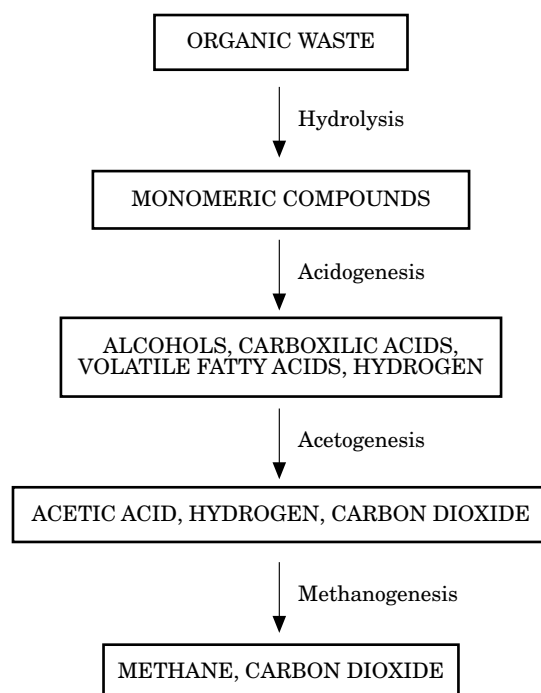 ORGANIC WASTE
Hydrolysis
MONOMERIC COMPOUNDS
Acidogenesis
ALCOHOLS, CARBOXILIC ACIDS,
VOLATILE FATTY ACIDS, HYDROGEN
Acetogenesis
ACETIC ACID, HYDROGEN, CARBON DIOXIDE
Methanogenesis
METHANE, CARBON DIOXIDE